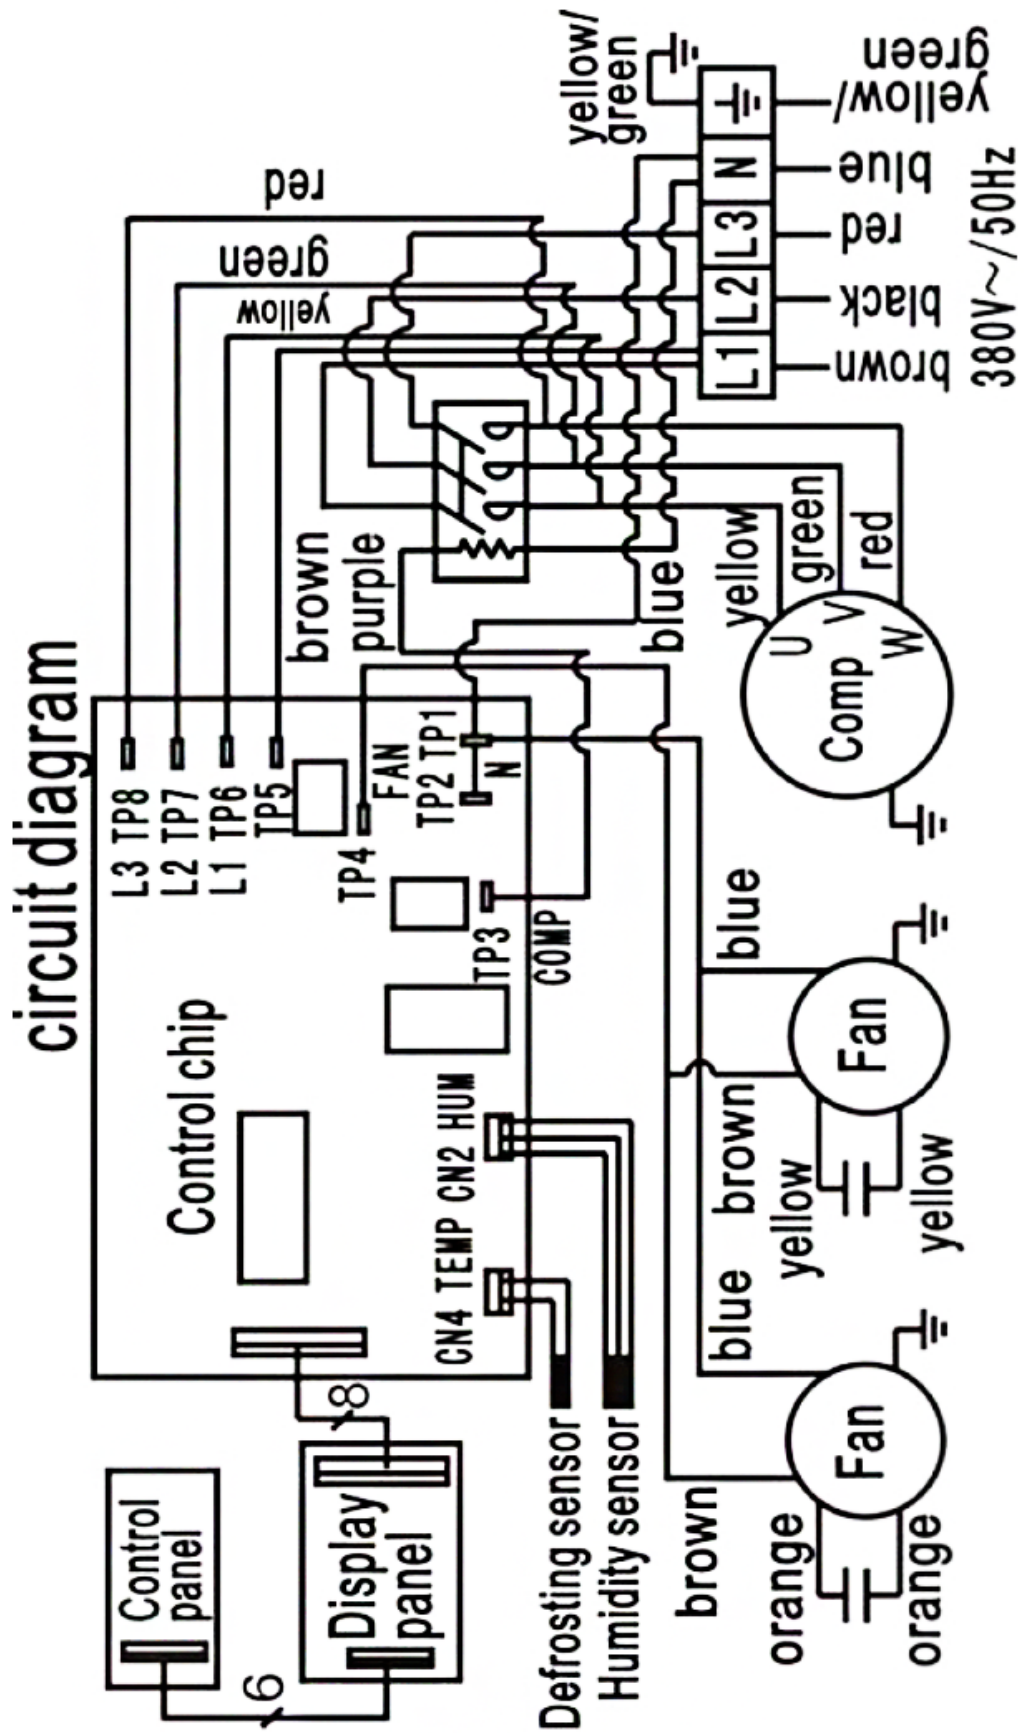 circuit diagram
Control
panel
6
Display
panel
8
Control chip
L3 TP8
L2 TP7
L1 TP6
TP5
TP4
FAN
TP2 TP1
N
TP3
COMP
CN4 TEMP CN2 HUM
Defrosting sensor
Humidity sensor
red
green
yellow
brown
purple
blue
yellow/
green
L1
L2
L3
N
brown
black
red
blue
yellow/
green
380V~/50Hz
yellow
green
red
U
V
W
Comp
blue
Fan
brown
yellow
yellow
blue
Fan
brown
orange
orange